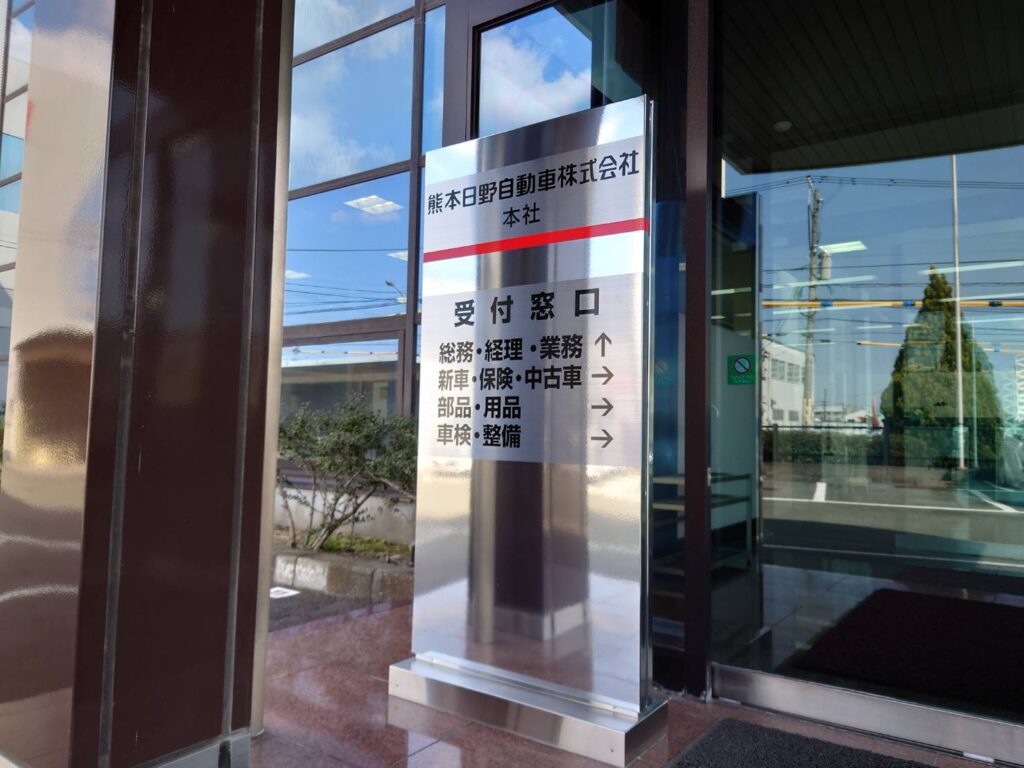 熊本日野自動車株式会社
本社
受付窓口
総務・経理・業務 ↑
新車・保険・中古車 →
部品・用品 →
車検・整備 →